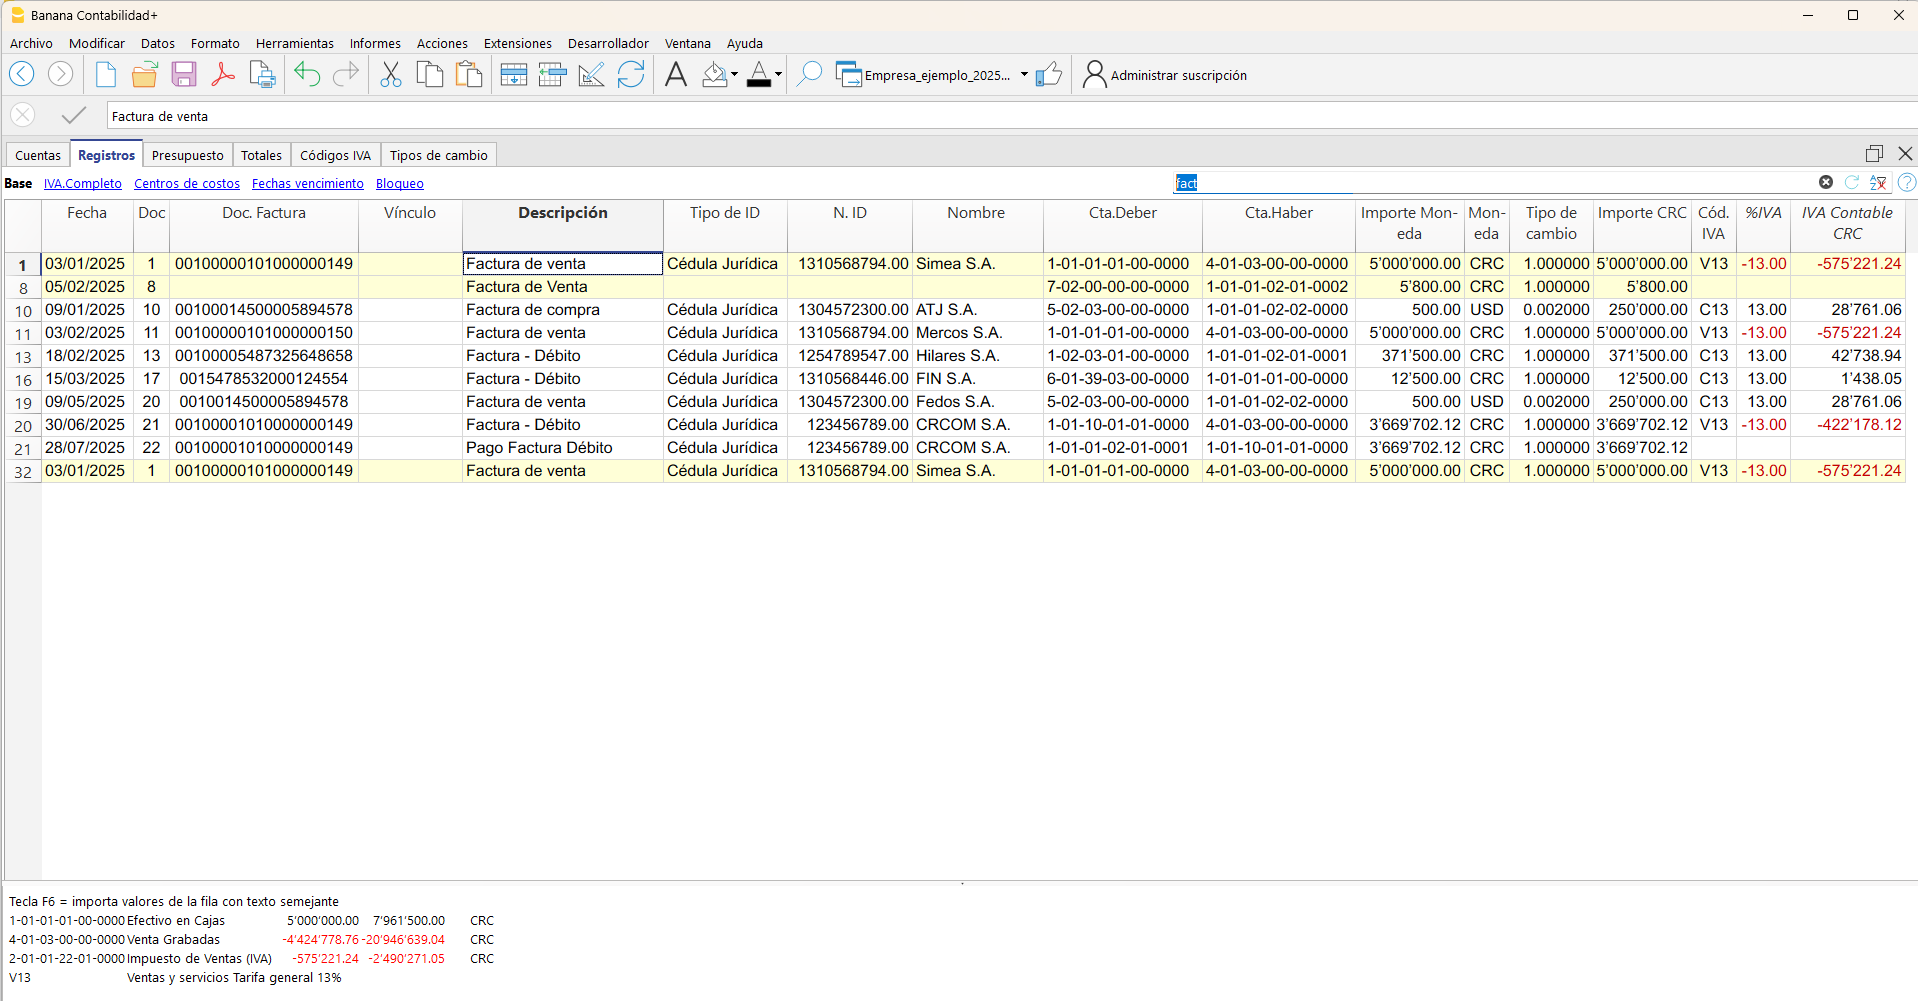 Banana Contabilidad+
Archivo Modificar Datos Formato Herramientas Informes Acciones Extensiones Desarrollador Ventana Ayuda
Empresa_ejemplo_2025... Administrar suscripción
Factura de venta
Cuentas Registros Presupuesto Totales Códigos IVA Tipos de cambio
Base IVA.Completo Centros de costos Fechas vencimiento Bloqueo fact
Fecha Doc Doc. Factura Vínculo Descripción Tipo de ID N. ID Nombre Cta.Deber Cta.Haber Importe Mon- Mon- Tipo de Importe CRC Cód. %IVA IVA Contable
eda eda cambio IVA CRC
1 03/01/2025 1 00100000101000000149 Factura de venta Cédula Jurídica 1310568794.00 Simea S.A. 1-01-01-01-00-0000 4-01-03-00-00-0000 5'000'000.00 CRC 1.000000 5'000'000.00 V13 -13.00 -575'221.24
8 05/02/2025 8 Factura de Venta 7-02-00-00-00-0000 1-01-01-02-01-0002 5'800.00 CRC 1.000000 5'800.00
10 09/01/2025 10 00100014500005894578 Factura de compra Cédula Jurídica 1304572300.00 ATJ S.A. 5-02-03-00-00-0000 1-01-01-02-02-0000 500.00 USD 0.002000 250'000.00 C13 13.00 28'761.06
11 03/02/2025 11 00100000101000000150 Factura de venta Cédula Jurídica 1310568794.00 Mercos S.A. 1-01-01-01-00-0000 4-01-03-00-00-0000 5'000'000.00 CRC 1.000000 5'000'000.00 V13 -13.00 -575'221.24
13 18/02/2025 13 00100005487325648658 Factura - Débito Cédula Jurídica 1254789547.00 Hilares S.A. 1-02-03-01-00-0000 1-01-01-02-01-0001 371'500.00 CRC 1.000000 371'500.00 C13 13.00 42'738.94
16 15/03/2025 17 0015478532000124554 Factura - Débito Cédula Jurídica 1310568446.00 FIN S.A. 6-01-39-03-00-0000 1-01-01-01-00-0000 12'500.00 CRC 1.000000 12'500.00 C13 13.00 1'438.05
19 09/05/2025 20 0010014500005894578 Factura de venta Cédula Jurídica 1304572300.00 Fedos S.A. 5-02-03-00-00-0000 1-01-01-02-02-0000 500.00 USD 0.002000 250'000.00 C13 13.00 28'761.06
20 30/06/2025 21 00100001010000000149 Factura - Débito Cédula Jurídica 123456789.00 CRCOM S.A. 1-01-10-01-01-0000 4-01-03-00-00-0000 3'669'702.12 CRC 1.000000 3'669'702.12 V13 -13.00 -422'178.12
21 28/07/2025 22 00100001010000000149 Pago Factura Débito Cédula Jurídica 123456789.00 CRCOM S.A. 1-01-01-02-01-0001 1-01-10-01-01-0000 3'669'702.12 CRC 1.000000 3'669'702.12
32 03/01/2025 1 00100000101000000149 Factura de venta Cédula Jurídica 1310568794.00 Simea S.A. 1-01-01-01-00-0000 4-01-03-00-00-0000 5'000'000.00 CRC 1.000000 5'000'000.00 V13 -13.00 -575'221.24
Tecla F6 = importa valores de la fila con texto semejante
1-01-01-01-00-0000 Efectivo en Cajas 5'000'000.00 7'961'500.00 CRC
4-01-03-00-00-0000 Venta Grabadas -4'424'778.76 -20'946'639.04 CRC
2-01-01-22-01-0000 Impuesto de Ventas (IVA) -575'221.24 -2'490'271.05 CRC
V13 Ventas y servicios Tarifa general 13%